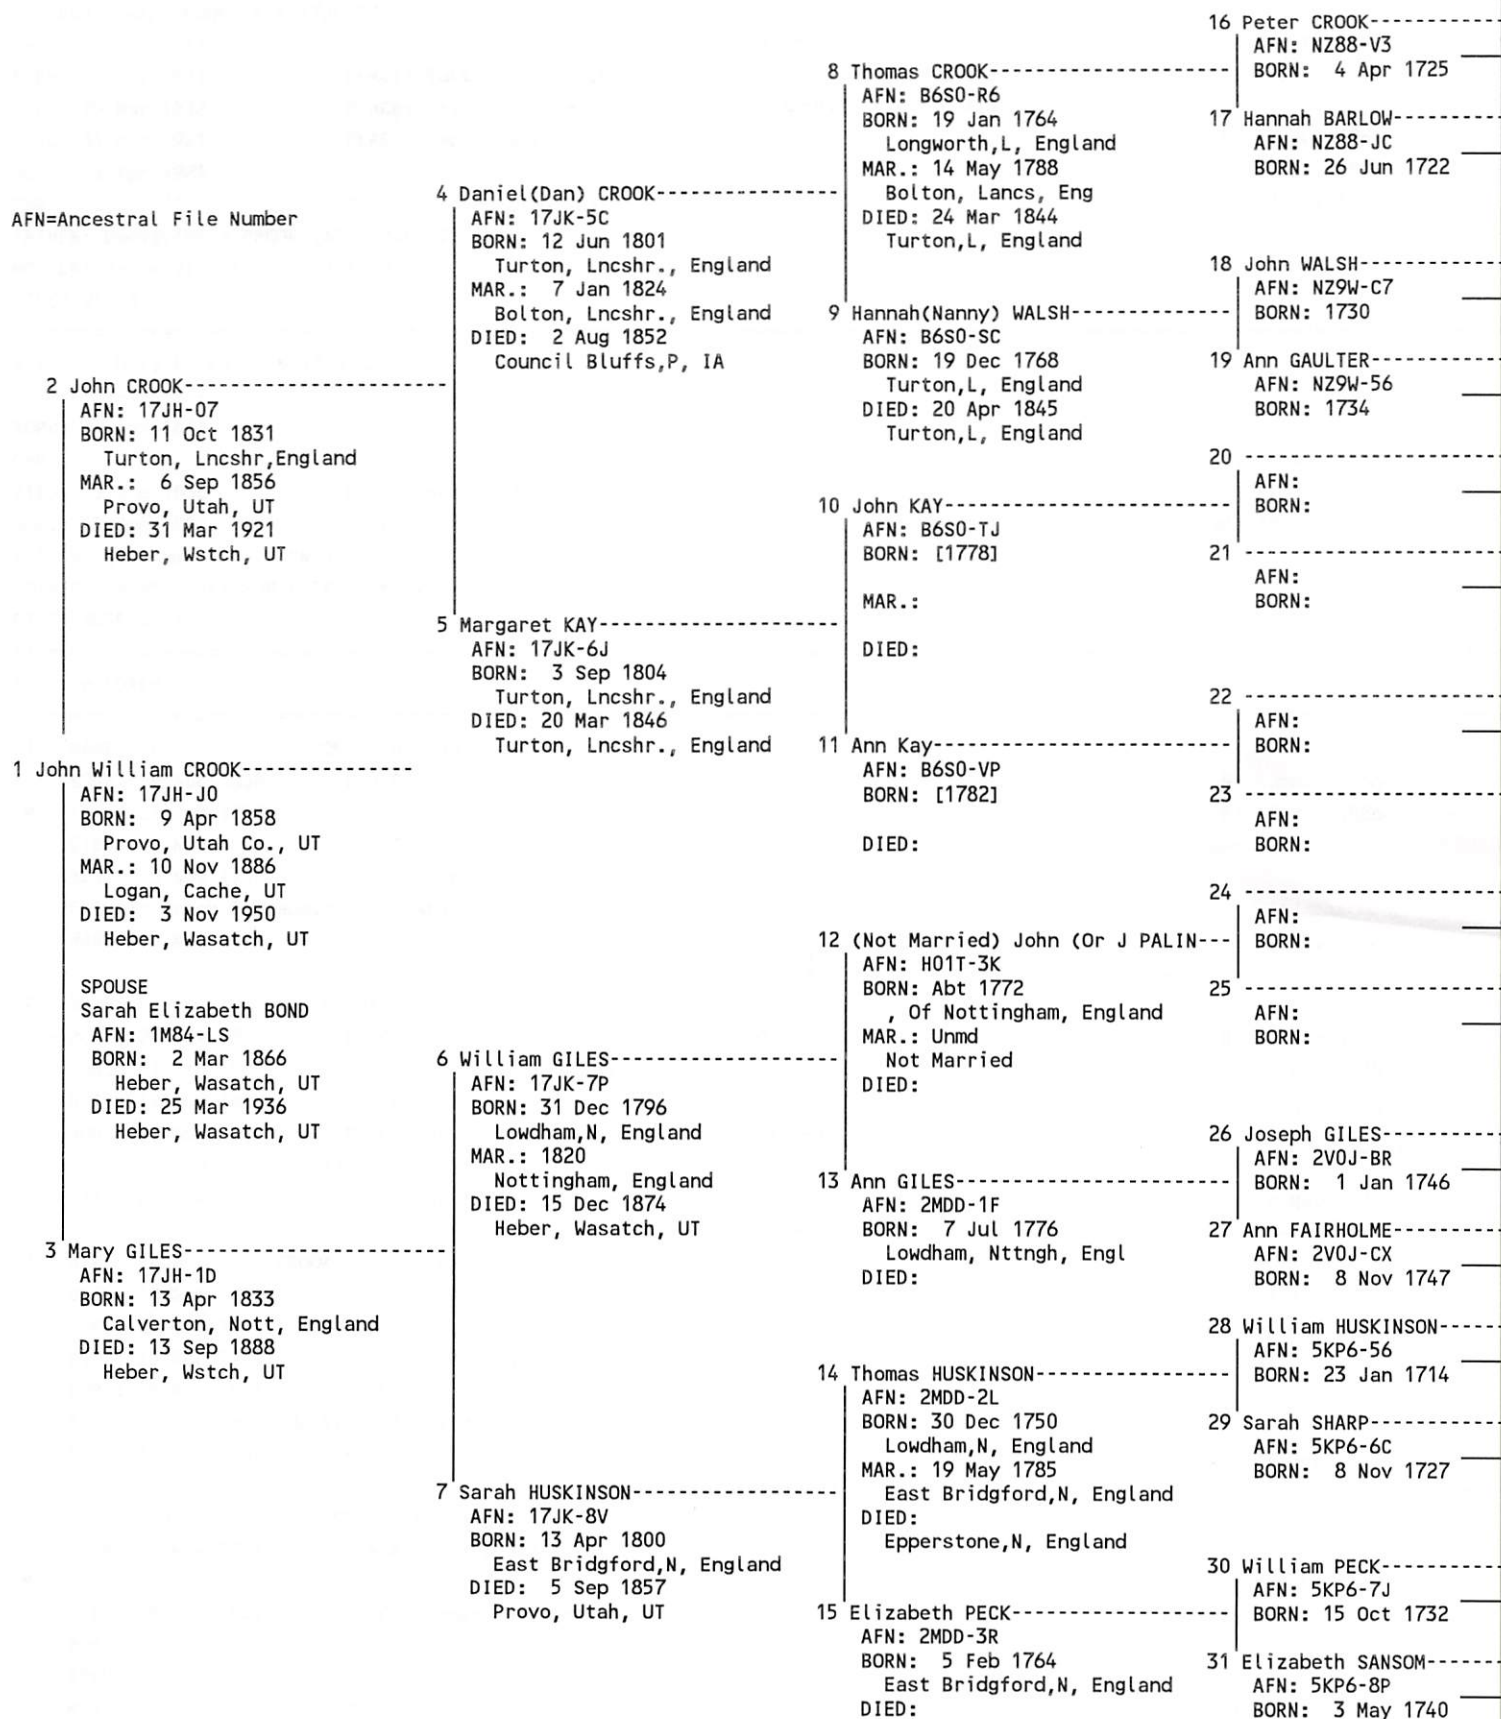 AFN=Ancestral File Number
1 John William CROOK
AFN: 17JH-J0
BORN: 9 Apr 1858
Provo, Utah Co., UT
MAR.: 10 Nov 1886
Logan, Cache, UT
DIED: 3 Nov 1950
Heber, Wasatch, UT
SPOUSE
Sarah Elizabeth BOND
AFN: 1M84-LS
BORN: 2 Mar 1866
Heber, Wasatch, UT
DIED: 25 Mar 1936
Heber, Wasatch, UT
2 John CROOK
AFN: 17JH-07
BORN: 11 Oct 1831
Turton, Lncshr,England
MAR.: 6 Sep 1856
Provo, Utah, UT
DIED: 31 Mar 1921
Heber, Wstch, UT
3 Mary GILES
AFN: 17JH-1D
BORN: 13 Apr 1833
Calverton, Nott, England
DIED: 13 Sep 1888
Heber, Wstch, UT
4 Daniel(Dan) CROOK
AFN: 17JK-5C
BORN: 12 Jun 1801
Turton, Lncshr., England
MAR.: 7 Jan 1824
Bolton, Lncshr., England
DIED: 2 Aug 1852
Council Bluffs,P, IA
5 Margaret KAY
AFN: 17JK-6J
BORN: 3 Sep 1804
Turton, Lncshr., England
DIED: 20 Mar 1846
Turton, Lncshr., England
6 William GILES
AFN: 17JK-7P
BORN: 31 Dec 1796
Lowdham,N, England
MAR.: 1820
Nottingham, England
DIED: 15 Dec 1874
Heber, Wasatch, UT
7 Sarah HUSKINSON
AFN: 17JK-8V
BORN: 13 Apr 1800
East Bridgford,N, England
DIED: 5 Sep 1857
Provo, Utah, UT
8 Thomas CROOK
AFN: B6S0-R6
BORN: 19 Jan 1764
Longworth,L, England
MAR.: 14 May 1788
Bolton, Lancs, Eng
DIED: 24 Mar 1844
Turton,L, England
9 Hannah(Nanny) WALSH
AFN: B6S0-SC
BORN: 19 Dec 1768
Turton,L, England
DIED: 20 Apr 1845
Turton,L, England
10 John KAY
AFN: B6S0-TJ
BORN: [1778]
MAR.:
DIED:
11 Ann Kay
AFN: B6S0-VP
BORN: [1782]
DIED:
12 (Not Married) John (Or J PALIN
AFN: H01T-3K
BORN: Abt 1772
, Of Nottingham, England
MAR.: Unmd
Not Married
DIED:
13 Ann GILES
AFN: 2MDD-1F
BORN: 7 Jul 1776
Lowdham, Nttngh, Engl
DIED:
14 Thomas HUSKINSON
AFN: 2MDD-2L
BORN: 30 Dec 1750
Lowdham,N, England
MAR.: 19 May 1785
East Bridgford,N, England
DIED:
Epperstone,N, England
15 Elizabeth PECK
AFN: 2MDD-3R
BORN: 5 Feb 1764
East Bridgford,N, England
DIED:
16 Peter CROOK
AFN: NZ88-V3
BORN: 4 Apr 1725
17 Hannah BARLOW
AFN: NZ88-JC
BORN: 26 Jun 1722
18 John WALSH
AFN: NZ9W-C7
BORN: 1730
19 Ann GAULTER
AFN: NZ9W-56
BORN: 1734
20
AFN:
BORN:
21
AFN:
BORN:
22
AFN:
BORN:
23
AFN:
BORN:
24
AFN:
BORN:
25
AFN:
BORN:
26 Joseph GILES
AFN: 2V0J-BR
BORN: 1 Jan 1746
27 Ann FAIRHOLME
AFN: 2V0J-CX
BORN: 8 Nov 1747
28 William HUSKINSON
AFN: 5KP6-56
BORN: 23 Jan 1714
29 Sarah SHARP
AFN: 5KP6-6C
BORN: 8 Nov 1727
30 William PECK
AFN: 5KP6-7J
BORN: 15 Oct 1732
31 Elizabeth SANSOM
AFN: 5KP6-8P
BORN: 3 May 1740